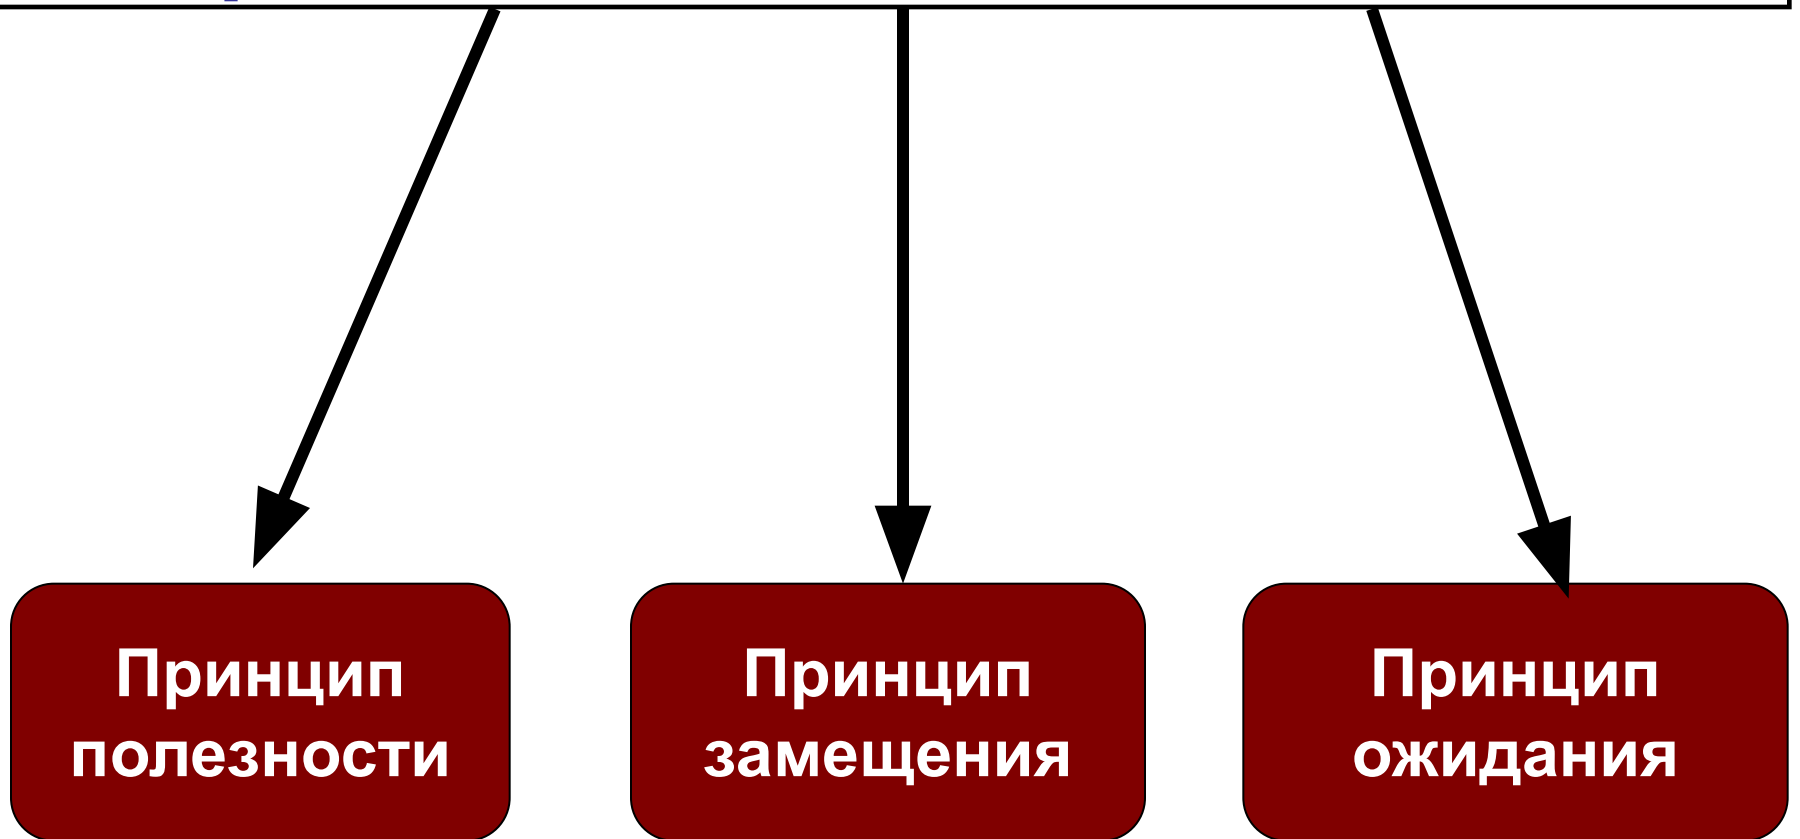 Принцип
полезности
Принцип
замещения
Принцип
ожидания